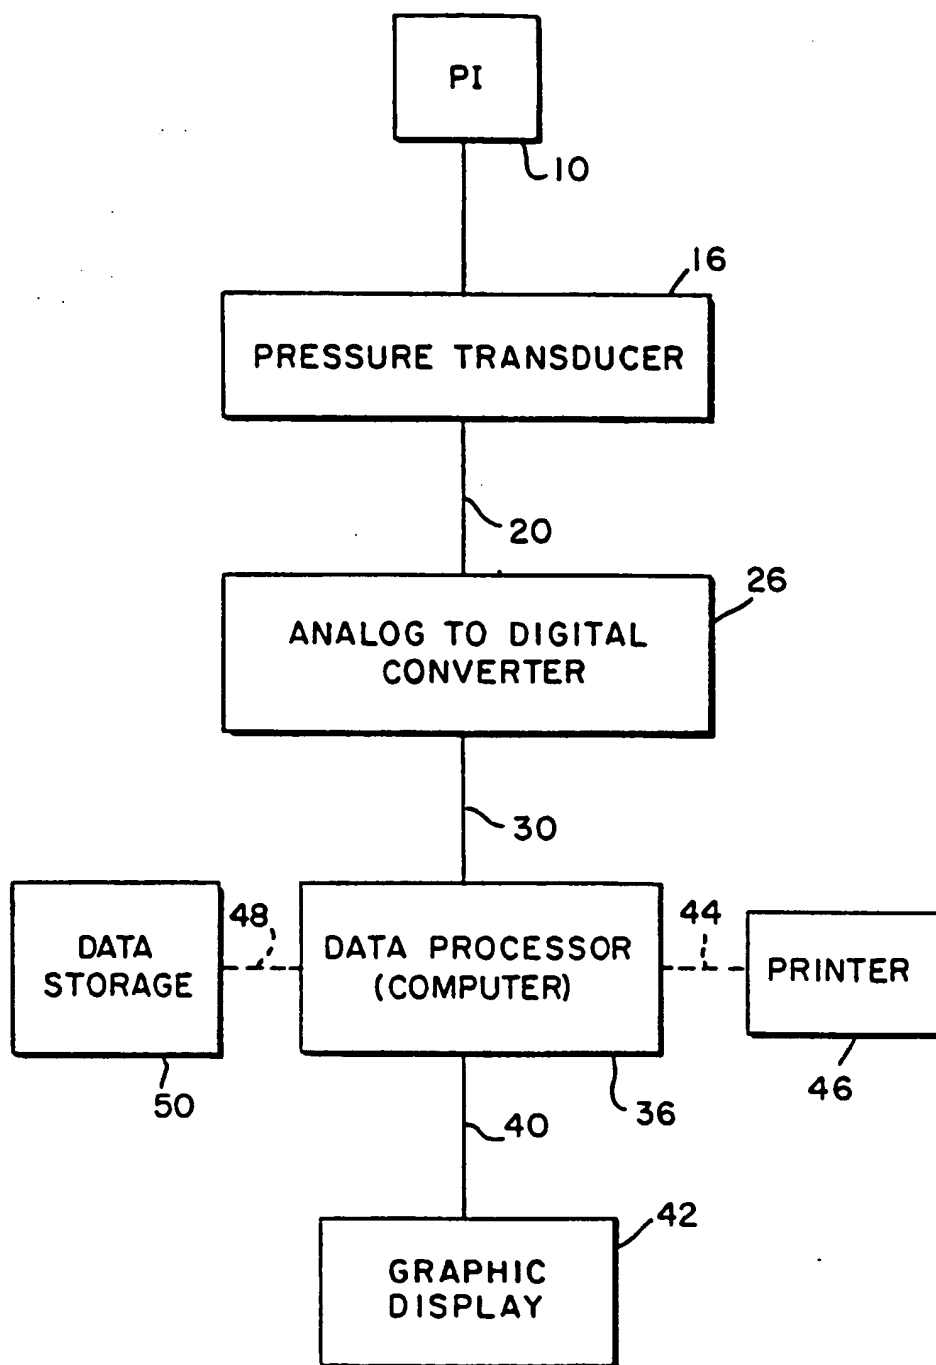 PI
10
16
PRESSURE TRANSDUCER
20
26
ANALOG TO DIGITAL
CONVERTER
30
48
44
DATA
STORAGE
DATA PROCESSOR
(COMPUTER)
PRINTER
50
36
46
40
42
GRAPHIC
DISPLAY